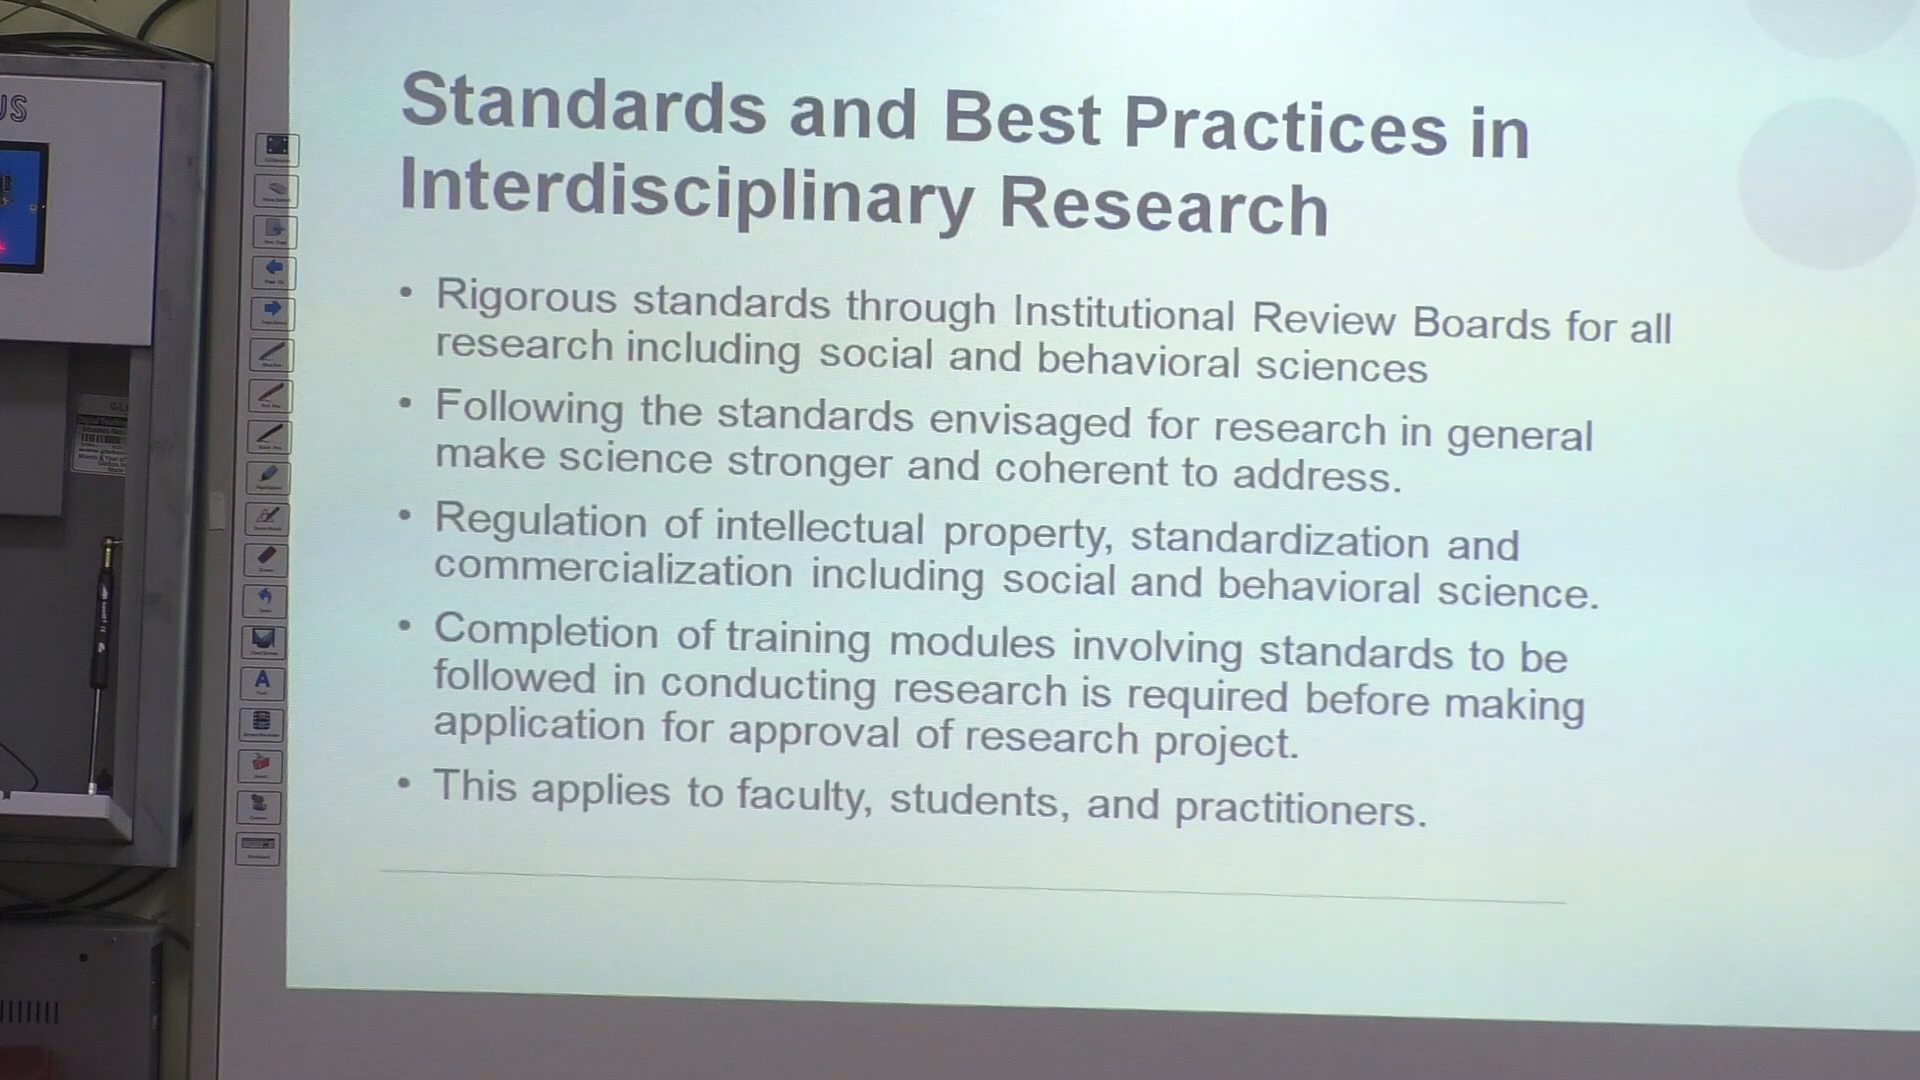 Standards and Best Practices in
Interdisciplinary Research
• Rigorous standards through Institutional Review Boards for all
research including social and behavioral sciences
• Following the standards envisaged for research in general
make science stronger and coherent to address.
• Regulation of intellectual property, standardization and
commercialization including social and behavioral science.
• Completion of training modules involving standards to be
followed in conducting research is required before making
application for approval of research project.
• This applies to faculty, students, and practitioners.